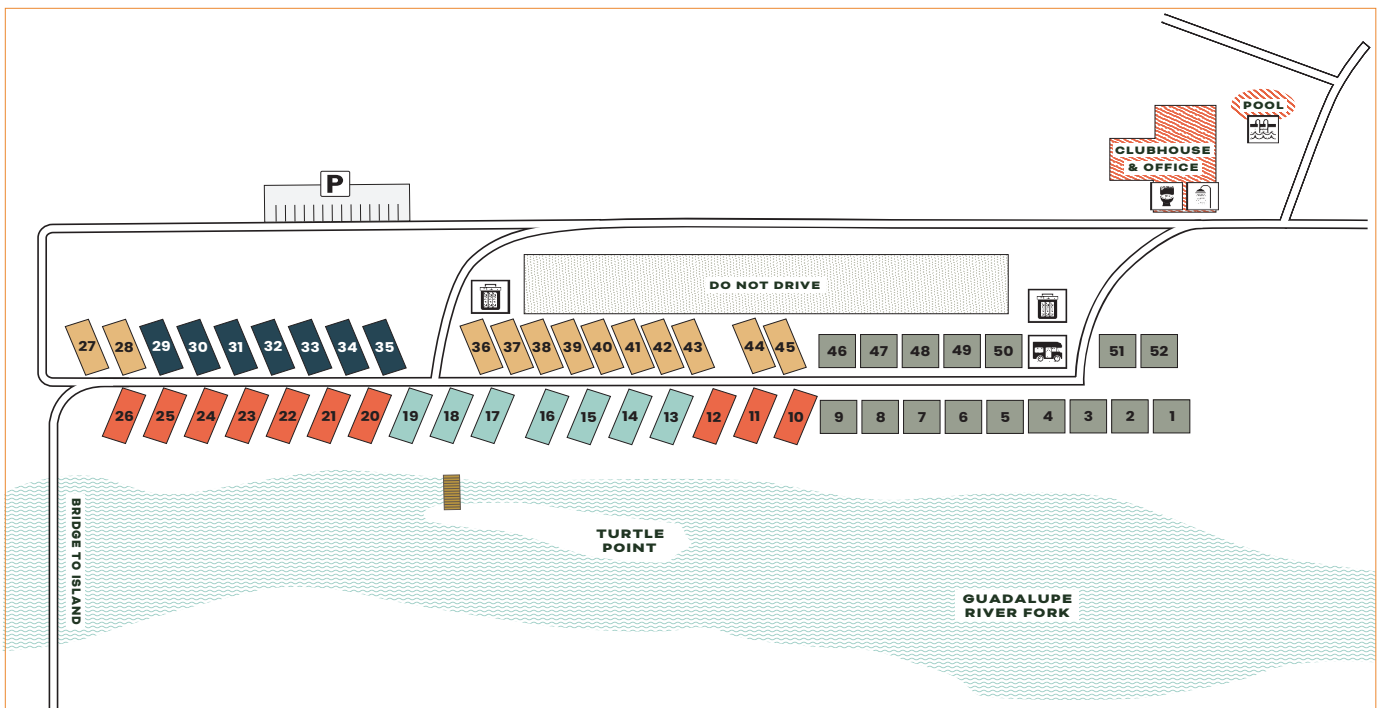 POOL
CLUBHOUSE
& OFFICE
P
DO NOT DRIVE
27 28 29 30 31 32 33 34 35 36 37 38 39 40 41 42 43 44 45 46 47 48 49 50 51 52
26 25 24 23 22 21 20 19 18 17 16 15 14 13 12 11 10 9 8 7 6 5 4 3 2 1
BRIDGE TO ISLAND
TURTLE
POINT
GUADALUPE
RIVER FORK